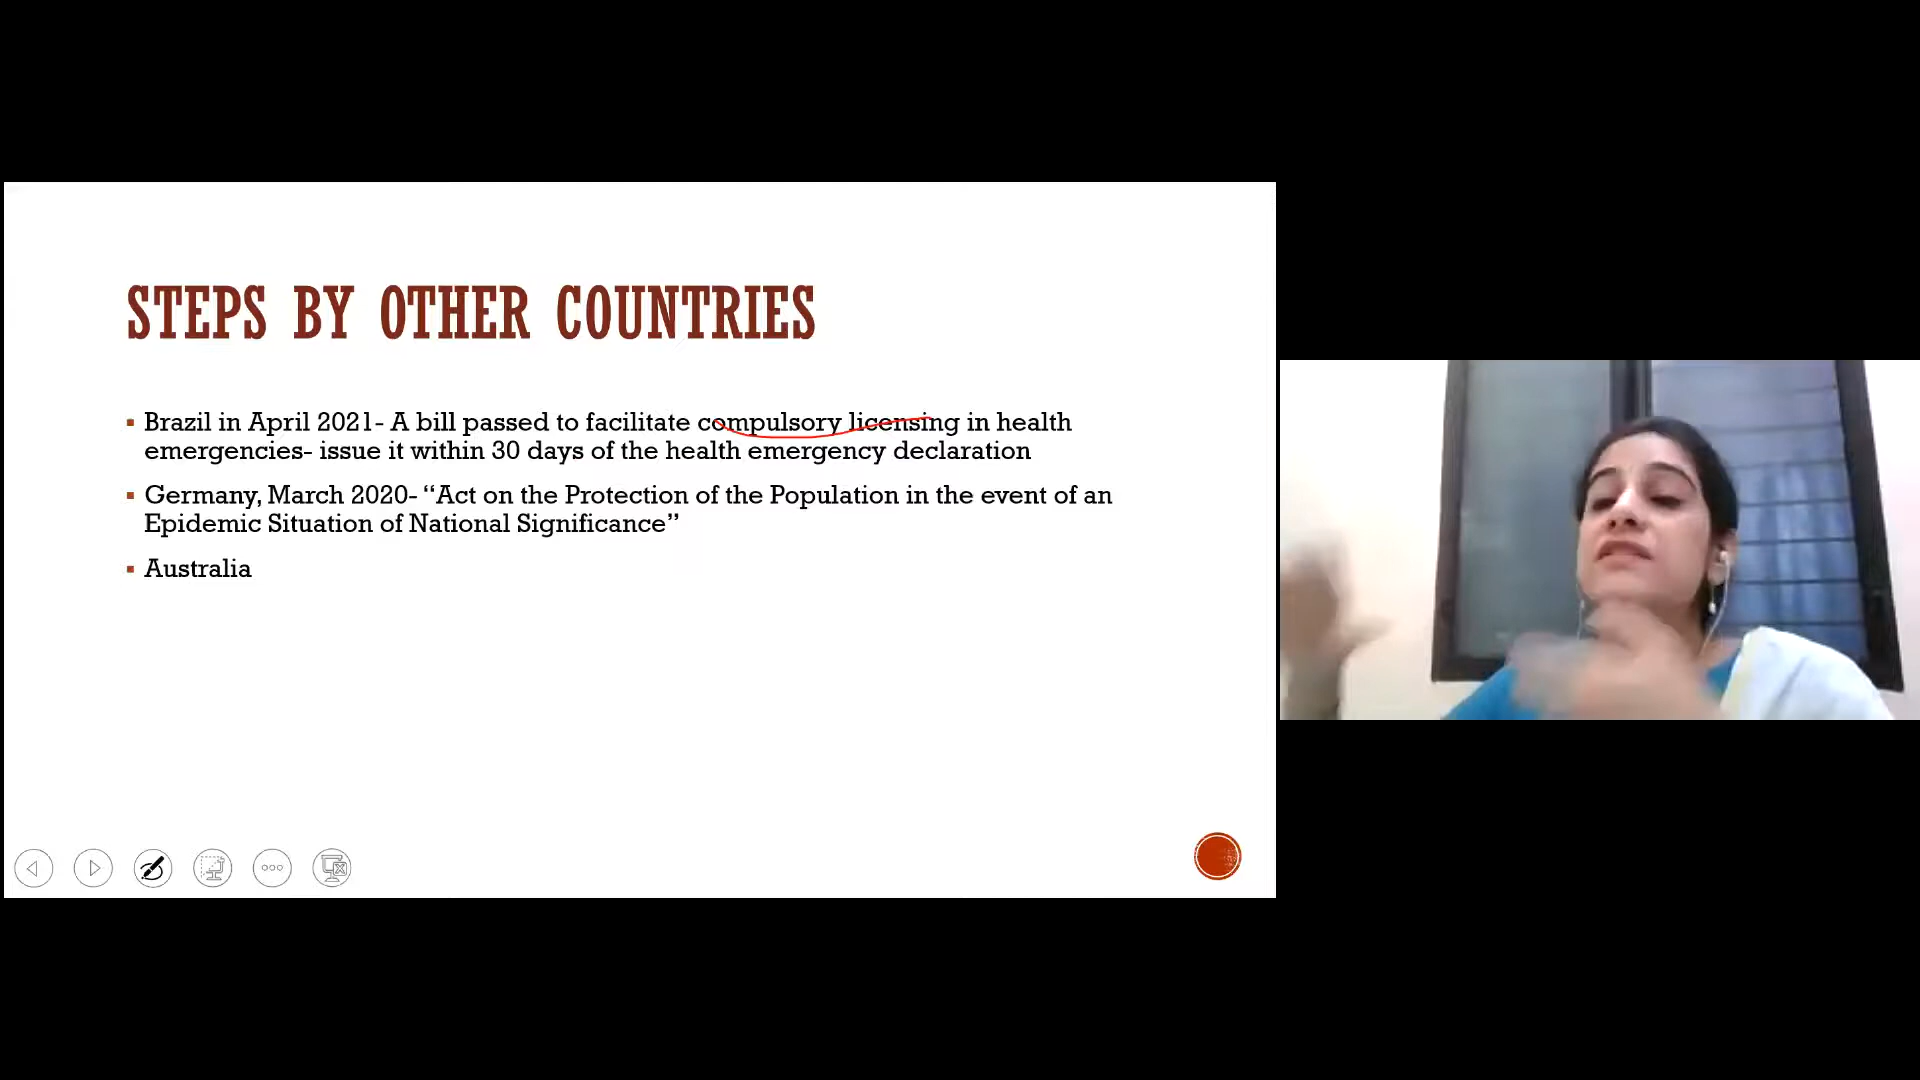 STEPS BY OTHER COUNTRIES
Brazil in April 2021- A bill passed to facilitate compulsory licensing in health
emergencies- issue it within 30 days of the health emergency declaration
Germany, March 2020- “Act on the Protection of the Population in the event of an
Epidemic Situation of National Significance”
Australia